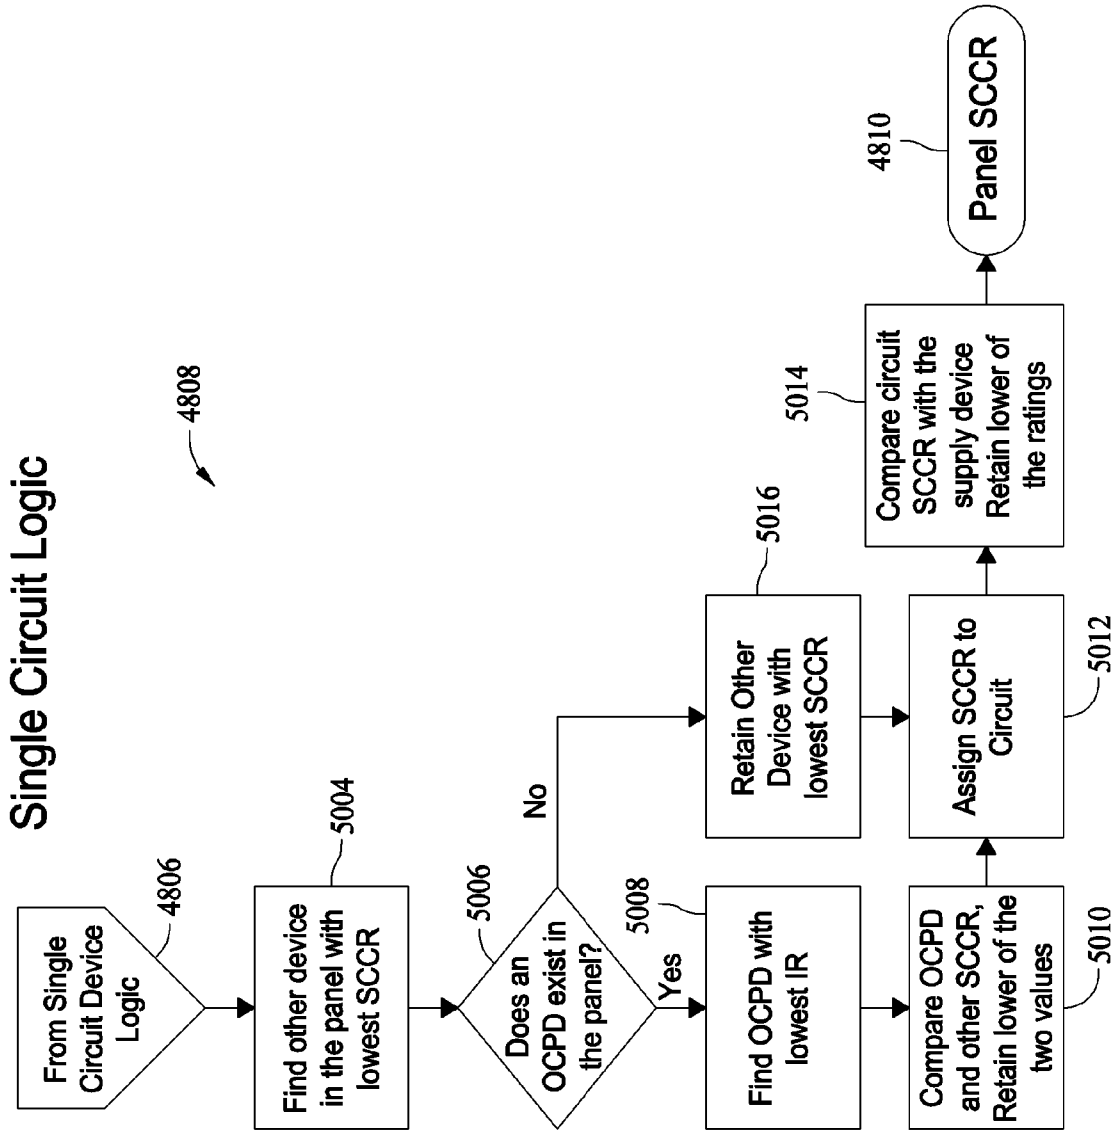 Single Circuit Logic
4808
From Single
Circuit Device
Logic
4806
Find other device
in the panel with
lowest SCCR
5004
Does an
OCPD exist in
the panel?
5006
No
Yes
Find OCPD with
lowest IR
5008
Retain Other
Device with
lowest SCCR
5016
Compare OCPD
and other SCCR,
Retain lower of the
two values
5010
Assign SCCR to
Circuit
5012
Compare circuit
SCCR with the
supply device
Retain lower of
the ratings
5014
Panel SCCR
4810